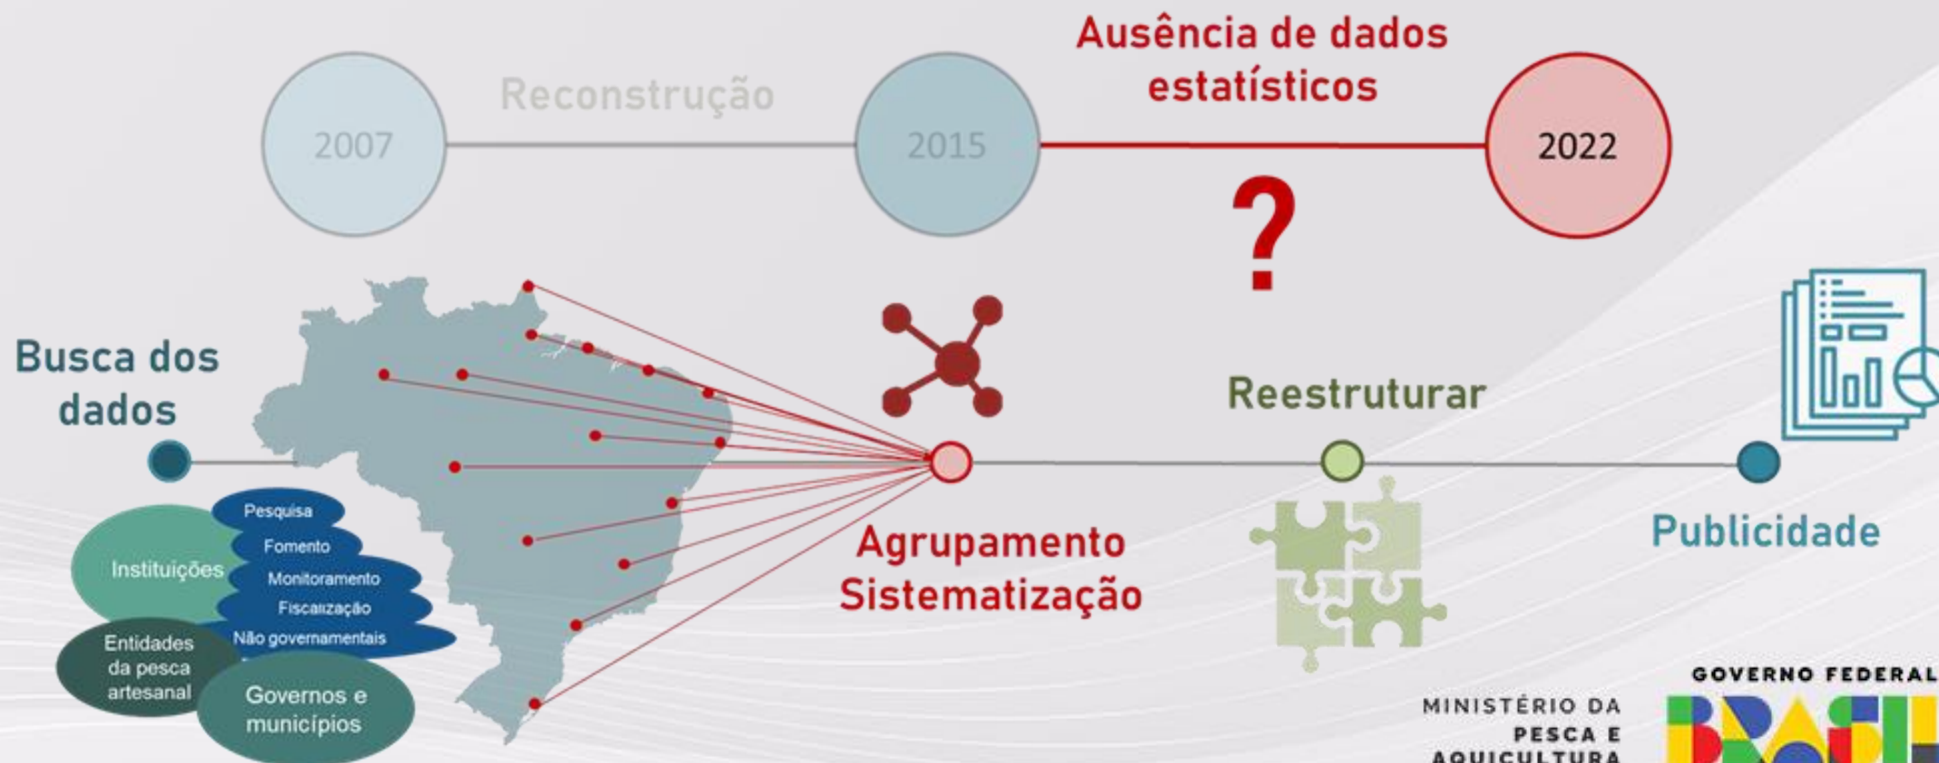 Ausência de dados
estatísticos
Reconstrução
2007
2015
2022
?
Busca dos
dados
Reestruturar
Publicidade
Agrupamento
Sistematização
Pesquisa
Fomento
Instituições
Monitoramento
Fiscalização
Não governamentais
Entidades
da pesca
artesanal
Governos e
municípios
GOVERNO FEDERAL
MINISTÉRIO DA
PESCA E
AQUICULTURA
BRASIL